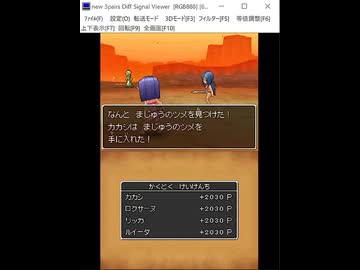 new 3pairs Diff Signal Viewer [RGB888] [6...
ﾌｧｲﾙ(F) 設定(O) 転送モード 3Dモード[F3] フィルター[F5] 等倍調整[F6]
上下表示[F7] 回転[F9] 全画面[F10]
なんと まじゅうのツメを見つけた！
カカシは まじゅうのツメを
手に入れた！
かくとく けいけんち
カカシ +2030 P
ロクサーヌ +2030 P
リッカ +2030 P
ルイーダ +2030 P